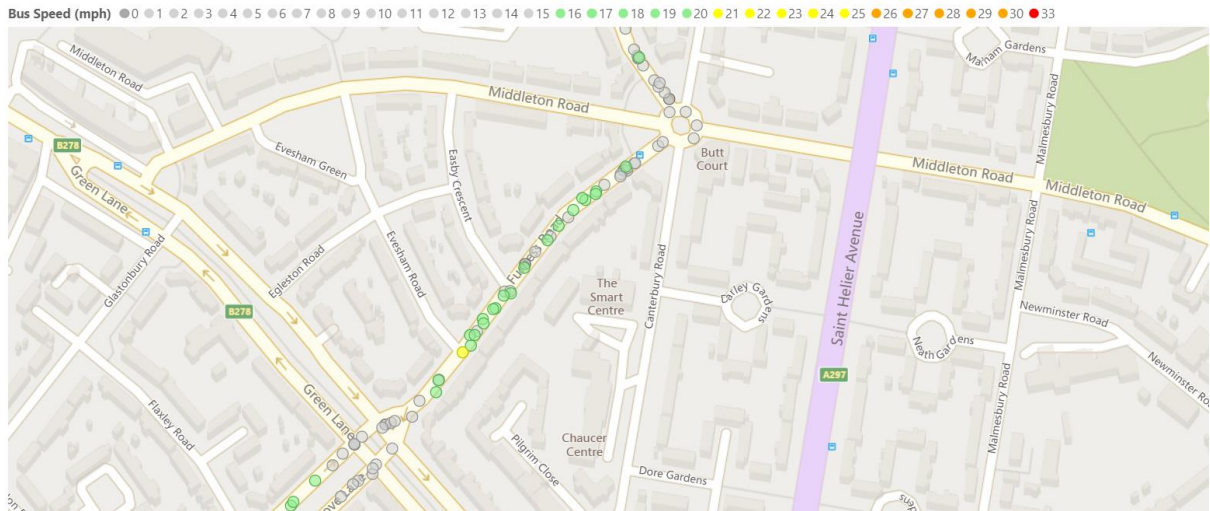 Bus Speed (mph) 0 1 2 3 4 5 6 7 8 9 10 11 12 13 14 15 16 17 18 19 20 21 22 23 24 25 26 27 28 29 30 33
Middleton Road
Malham Gardens
Middleton Road
Malmesbury Road
B278
Evesham Green
Butt
Court
Middleton Road
Middleton Road
Green Lane
Easby Crescent
Glastonbury Road
Egleston Road
Evesham Road
Canterbury Road
Saint Helier Avenue
Malmesbury Road
The
Smart
Centre
Gardens
Newminster Road
B278
Neath Gardens
Newminster Ro
A297
Green Lane
Flaxley Road
Pilgrim Close
Chaucer
Centre
Malmesbury Road
Dore Gardens